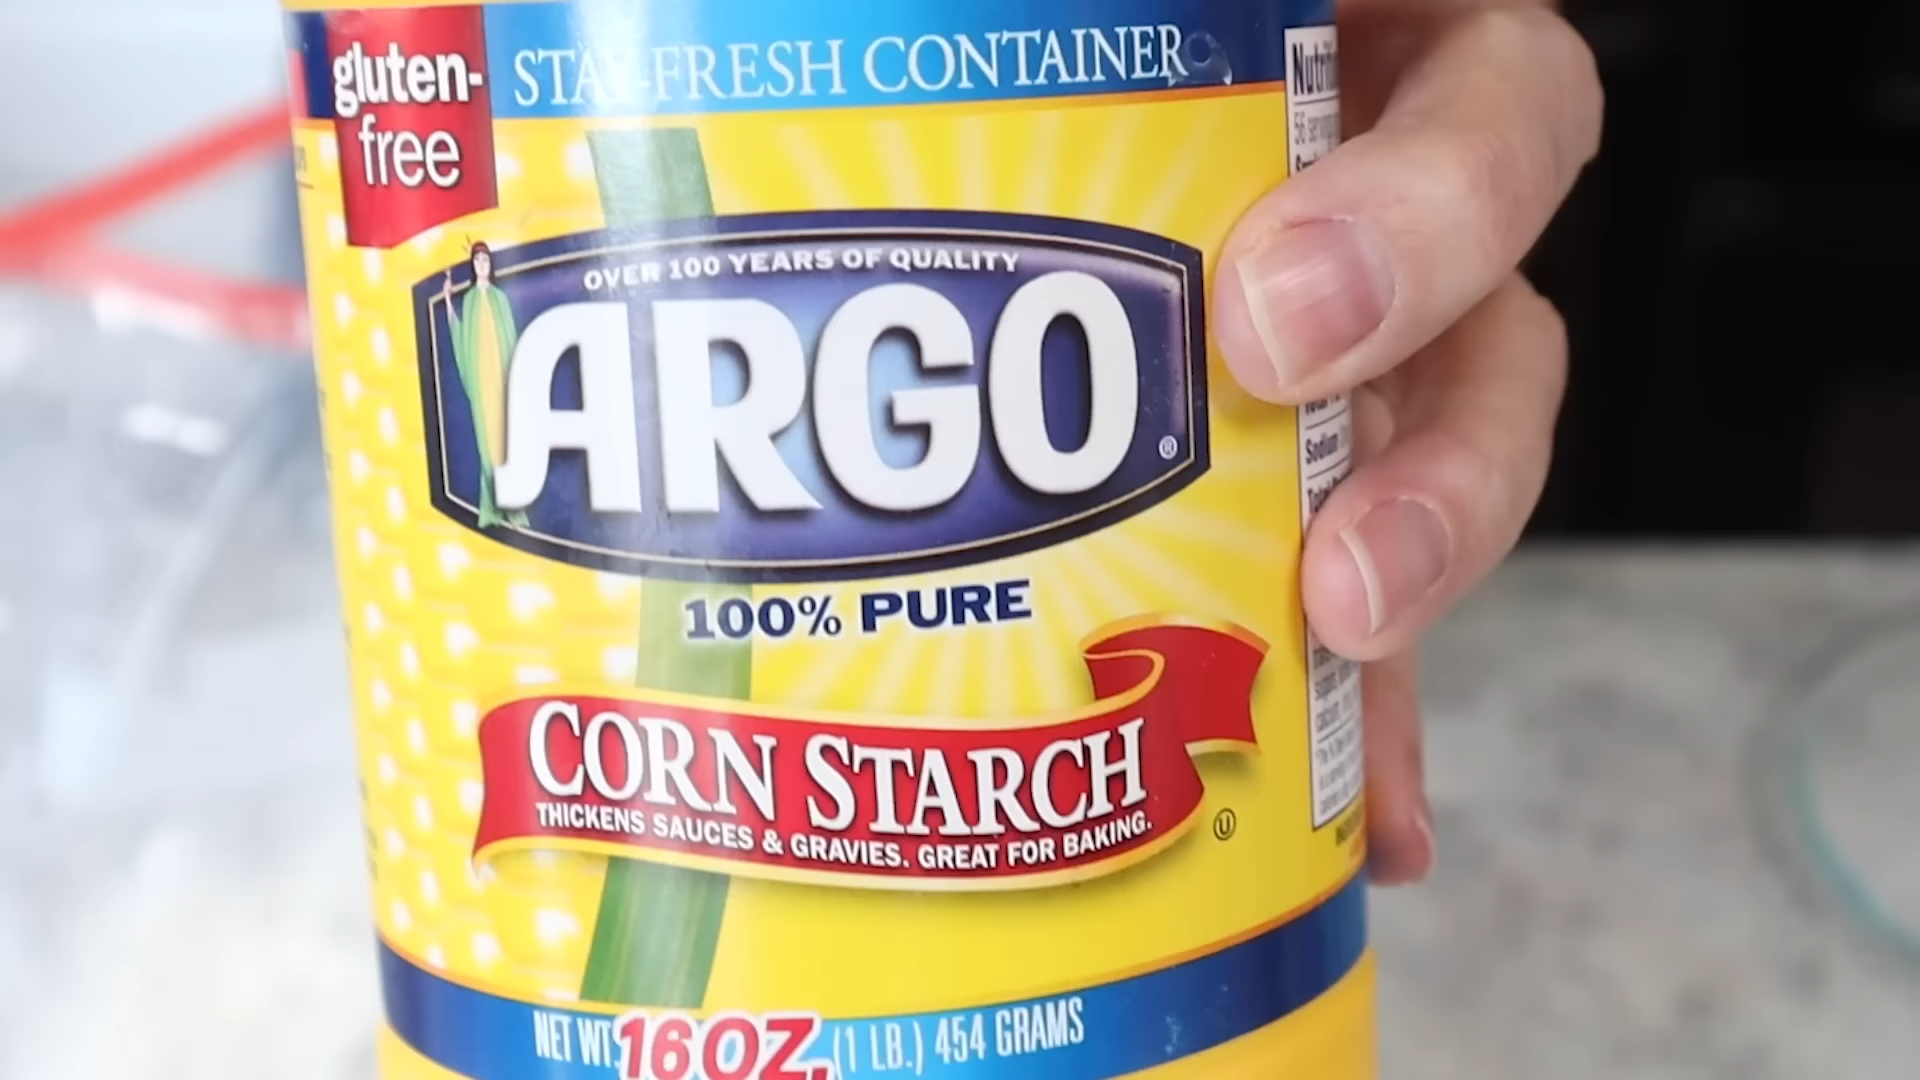 gluten-
free
STAY-FRESH CONTAINER
OVER 100 YEARS OF QUALITY
ARGO
®
100% PURE
CORN STARCH
THICKENS SAUCES & GRAVIES. GREAT FOR BAKING.
U
NET WT. 16 OZ. (1 LB.) 454 GRAMS
Sodium